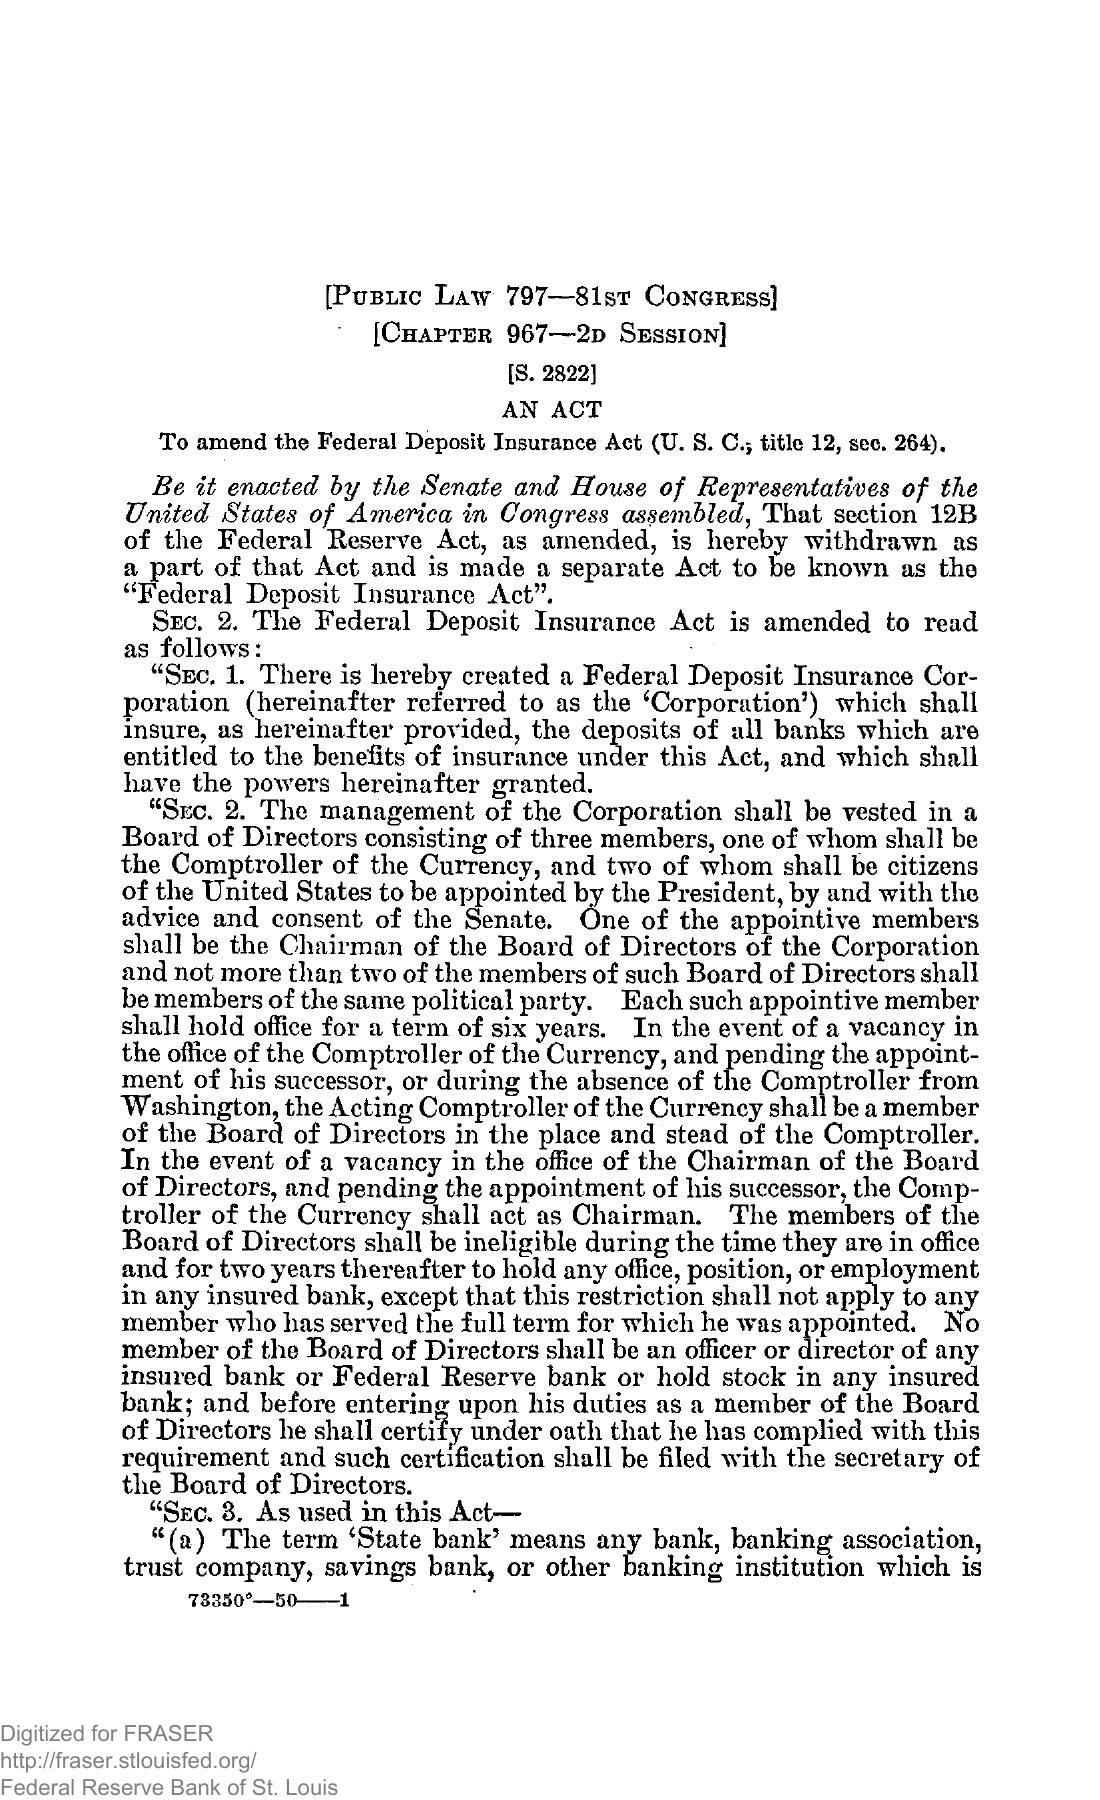 [PUBLIC LAW 797—81ST CONGRESS]
[CHAPTER 967—2D SESSION]
[S. 2822]
AN ACT
To amend the Federal Deposit Insurance Act (U. S. C., title 12, sec. 264).
Be it enacted by the Senate and House of Representatives of the
United States of America in Congress assembled, That section 12B
of the Federal Reserve Act, as amended, is hereby withdrawn as
a part of that Act and is made a separate Act to be known as the
“Federal Deposit Insurance Act”.
SEC. 2. The Federal Deposit Insurance Act is amended to read
as follows:
“SEC. 1. There is hereby created a Federal Deposit Insurance Cor-
poration (hereinafter referred to as the ‘Corporation’) which shall
insure, as hereinafter provided, the deposits of all banks which are
entitled to the benefits of insurance under this Act, and which shall
have the powers hereinafter granted.
“SEC. 2. The management of the Corporation shall be vested in a
Board of Directors consisting of three members, one of whom shall be
the Comptroller of the Currency, and two of whom shall be citizens
of the United States to be appointed by the President, by and with the
advice and consent of the Senate. One of the appointive members
shall be the Chairman of the Board of Directors of the Corporation
and not more than two of the members of such Board of Directors shall
be members of the same political party. Each such appointive member
shall hold office for a term of six years. In the event of a vacancy in
the office of the Comptroller of the Currency, and pending the appoint-
ment of his successor, or during the absence of the Comptroller from
Washington, the Acting Comptroller of the Currency shall be a member
of the Board of Directors in the place and stead of the Comptroller.
In the event of a vacancy in the office of the Chairman of the Board
of Directors, and pending the appointment of his successor, the Comp-
troller of the Currency shall act as Chairman. The members of the
Board of Directors shall be ineligible during the time they are in office
and for two years thereafter to hold any office, position, or employment
in any insured bank, except that this restriction shall not apply to any
member who has served the full term for which he was appointed. No
member of the Board of Directors shall be an officer or director of any
insured bank or Federal Reserve bank or hold stock in any insured
bank; and before entering upon his duties as a member of the Board
of Directors he shall certify under oath that he has complied with this
requirement and such certification shall be filed with the secretary of
the Board of Directors.
“SEC. 3. As used in this Act—
“(a) The term ‘State bank’ means any bank, banking association,
trust company, savings bank, or other banking institution which is
73350°—50——1
Digitized for FRASER
http://fraser.stlouisfed.org/
Federal Reserve Bank of St. Louis